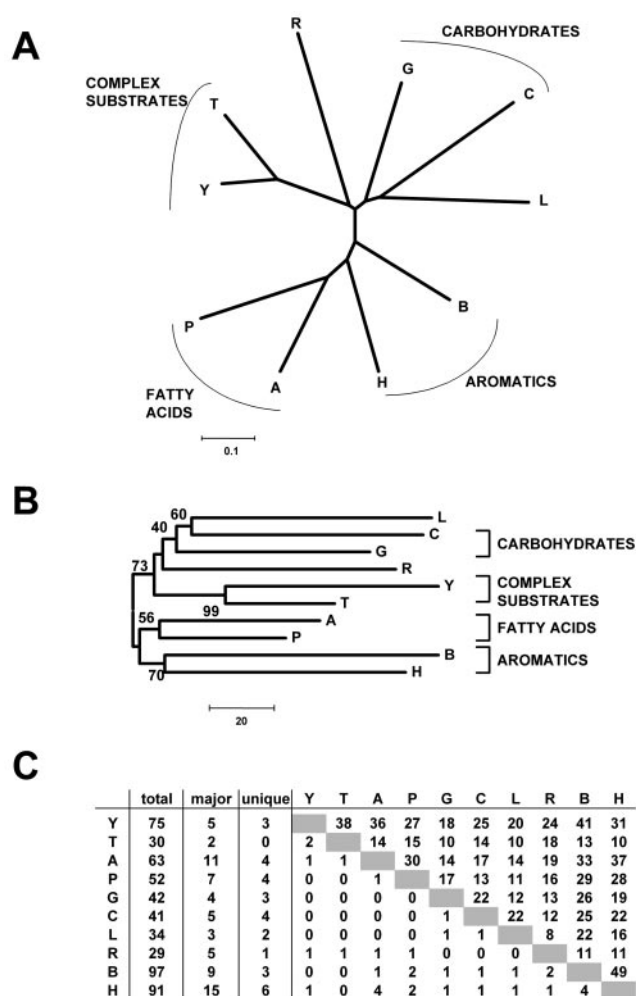 A
R
CARBOHYDRATES
COMPLEX
SUBSTRATES
T
G
C
Y
L
P
B
A
H
FATTY
ACIDS
AROMATICS
0.1
B
60
L
40
C
CARBOHYDRATES
G
73
R
Y
COMPLEX
SUBSTRATES
99
T
56
A
FATTY ACIDS
P
B
AROMATICS
70
H
20
C
total major unique Y T A P G C L R B H
Y 75 5 3 38 36 27 18 25 20 24 41 31
T 30 2 0 2 14 15 10 14 10 18 13 10
A 63 11 4 1 1 30 14 17 14 19 33 37
P 52 7 4 0 0 1 17 13 11 16 29 28
G 42 4 3 0 0 0 0 22 12 13 26 19
C 41 5 4 0 0 0 0 1 22 12 25 22
L 34 3 2 0 0 0 0 1 1 8 22 16
R 29 5 1 1 1 1 1 0 0 0 11 11
B 97 9 3 0 0 1 2 1 1 1 2 49
H 91 15 6 1 0 4 2 1 1 1 1 4